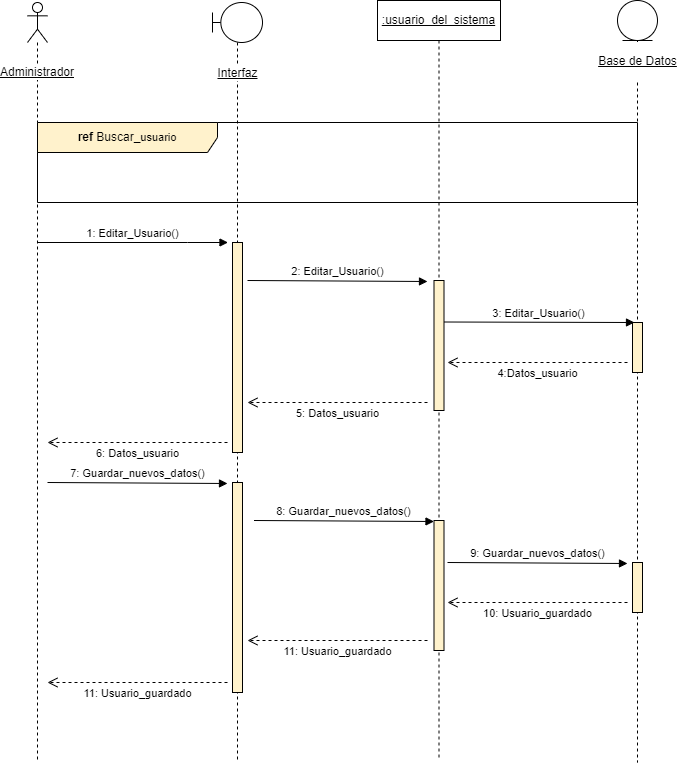 Administrador
Interfaz
:usuario_del_sistema
Base de Datos
ref Buscar_usuario
1: Editar_Usuario()
2: Editar_Usuario()
3: Editar_Usuario()
4:Datos_usuario
5: Datos_usuario
6: Datos_usuario
7: Guardar_nuevos_datos()
8: Guardar_nuevos_datos()
9: Guardar_nuevos_datos()
10: Usuario_guardado
11: Usuario_guardado
11: Usuario_guardado